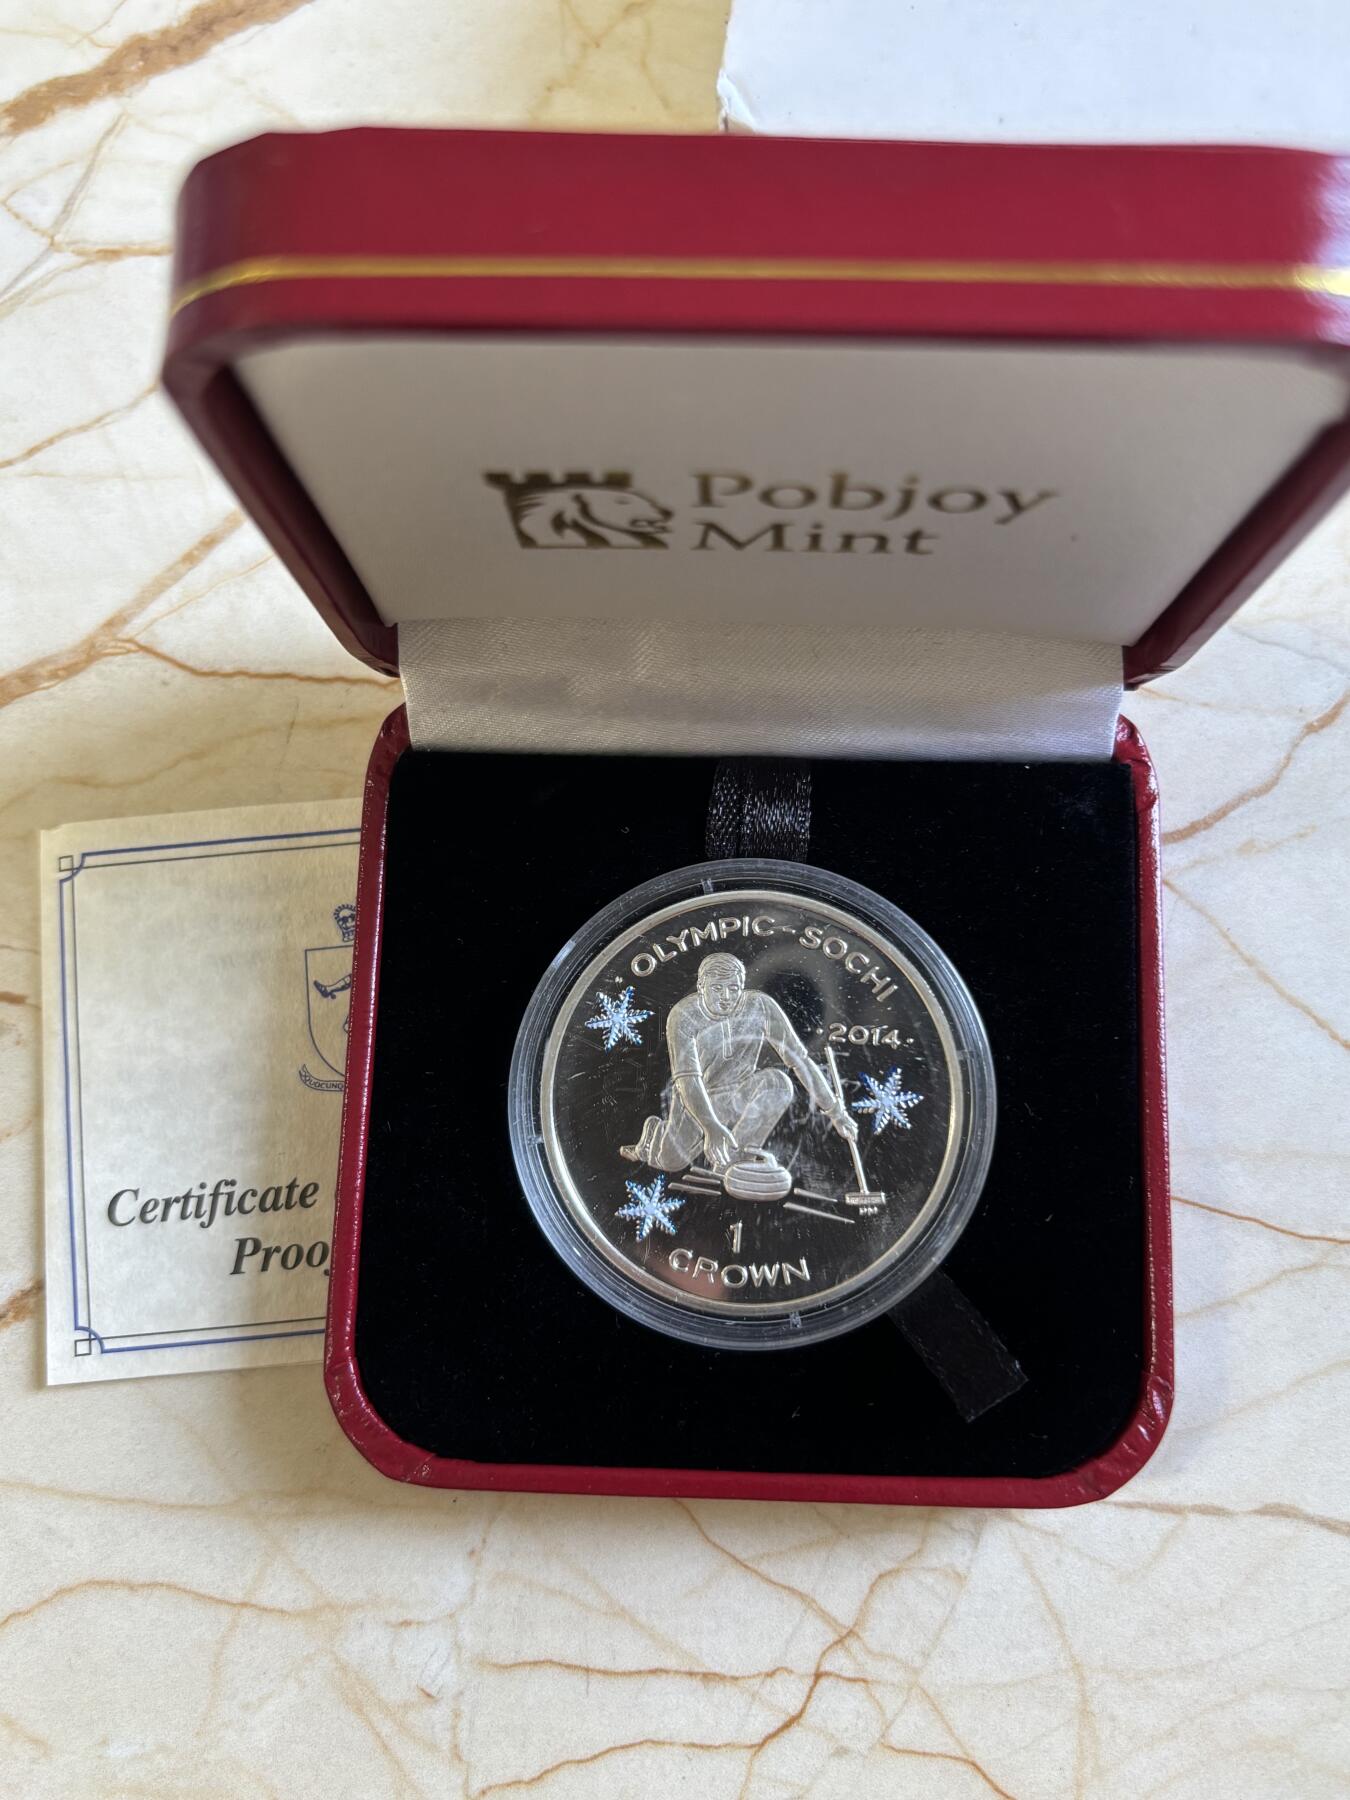 Pobjoy
Mint
OLYMPIC - SOCHI
·2014·
1
CROWN
Certificate
Proo